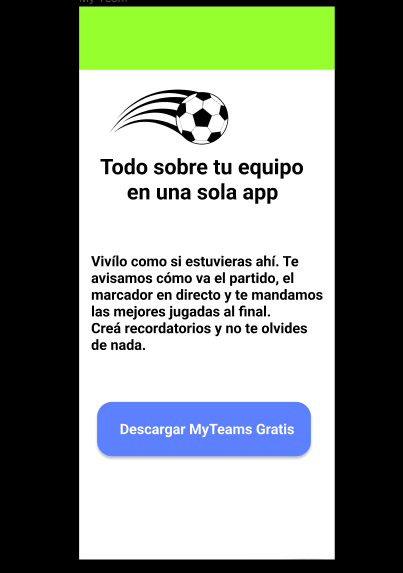 My Team
Todo sobre tu equipo
en una sola app
Vivílo como si estuvieras ahí. Te
avisamos cómo va el partido, el
marcador en directo y te mandamos
las mejores jugadas al final.
Creá recordatorios y no te olvides
de nada.
Descargar MyTeams Gratis